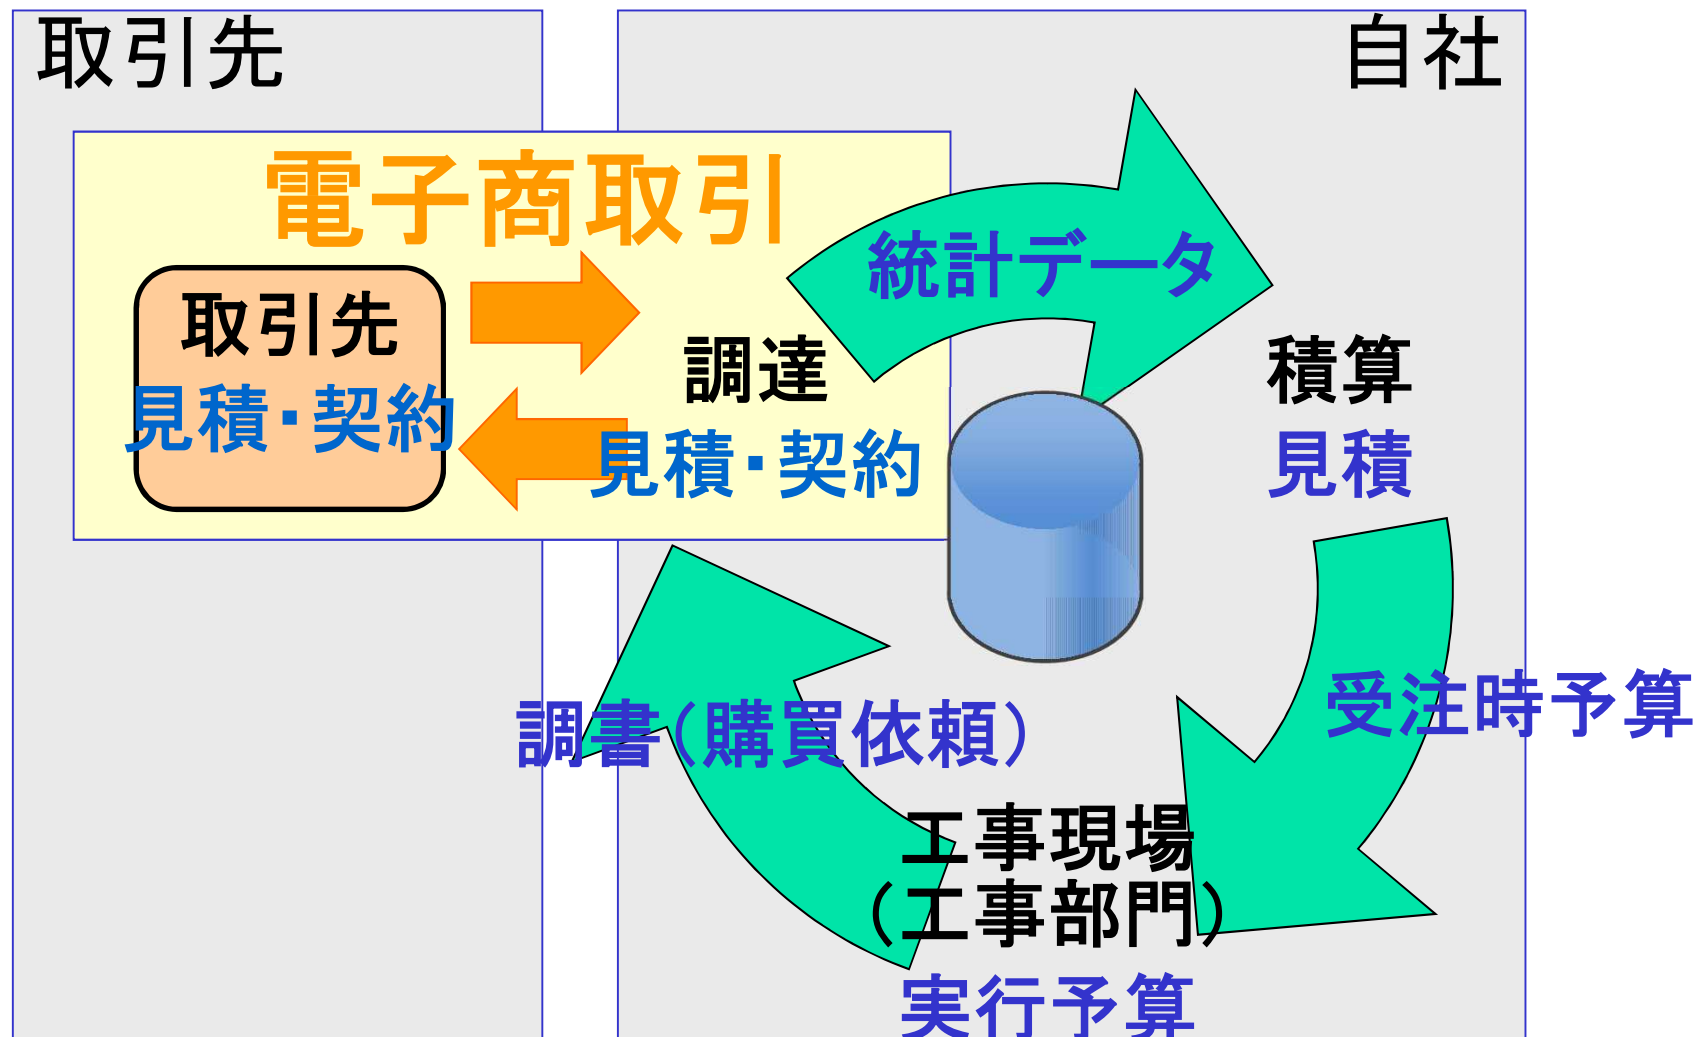 取引先
自社
電子商取引
統計データ
取引先
見積・契約
調達
見積・契約
積算
見積
受注時予算
調書(購買依頼)
工事現場
(工事部門)
実行予算